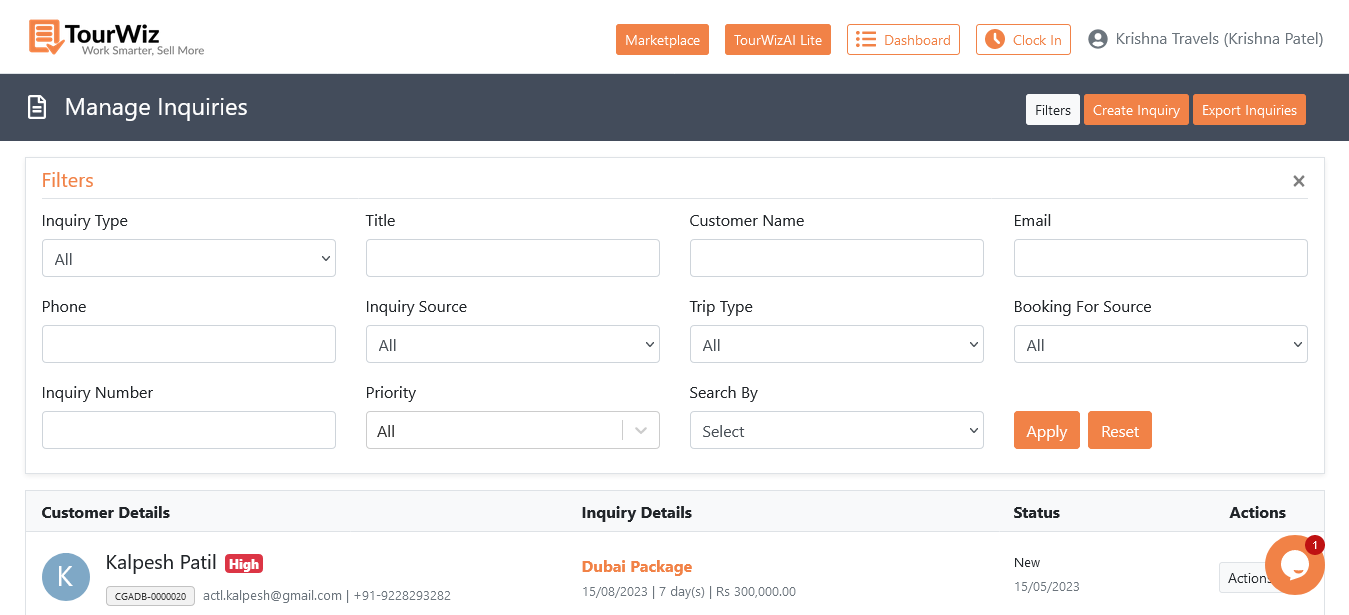 TourWiz
Work Smarter, Sell More
Marketplace
TourWizAI Lite
Dashboard
Clock In
Krishna Travels (Krishna Patel)
Manage Inquiries
Filters
Create Inquiry
Export Inquiries
Filters
×
Inquiry Type
Title
Customer Name
Email
All
Phone
Inquiry Source
Trip Type
Booking For Source
All
All
All
Inquiry Number
Priority
Search By
All
Select
Apply
Reset
Customer Details
Inquiry Details
Status
Actions
K
Kalpesh Patil
High
CGADB-0000020
actl.kalpesh@gmail.com | +91-9228293282
Dubai Package
15/08/2023 | 7 day(s) | Rs 300,000.00
New
15/05/2023
Actions
1